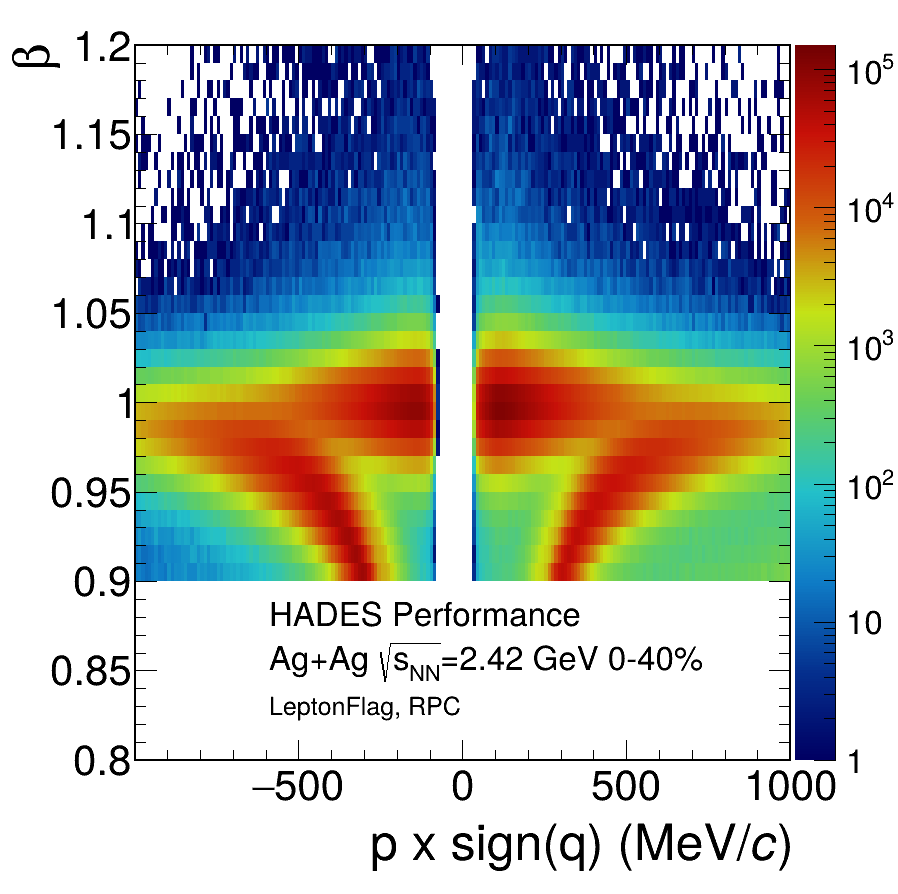 β
1.2
1.15
1.1
1.05
1
0.95
0.9
0.85
0.8
HADES Performance
Ag+Ag √sNN=2.42 GeV 0-40%
LeptonFlag, RPC
−500 0 500 1000
p x sign(q) (MeV/c)
10⁵
10⁴
10³
10²
10
1